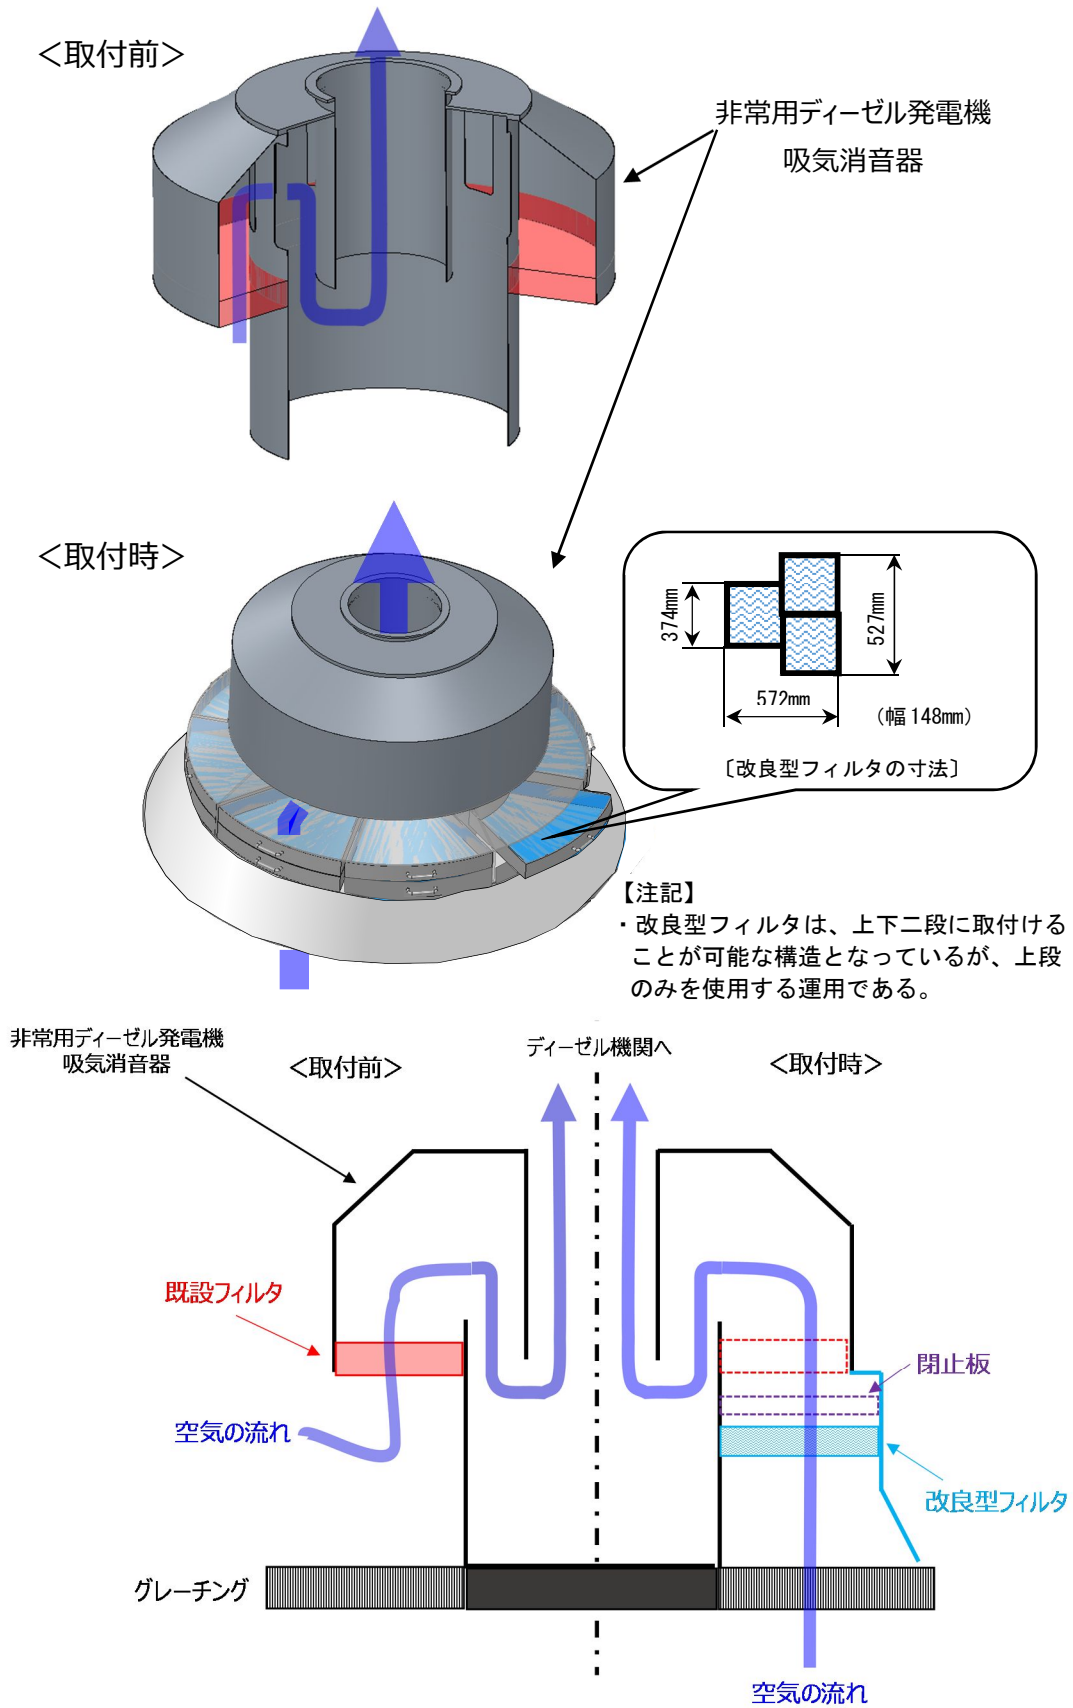 ＜取付前＞
非常用ディーゼル発電機
吸気消音器
＜取付時＞
374mm
527mm
572mm
（幅 148mm）
〔改良型フィルタの寸法〕
【注記】
・改良型フィルタは、上下二段に取付ける
ことが可能な構造となっているが、上段
のみを使用する運用である。
非常用ディーゼル発電機
吸気消音器
＜取付前＞
ディーゼル機関へ
＜取付時＞
既設フィルタ
閉止板
空気の流れ
改良型フィルタ
グレーチング
空気の流れ